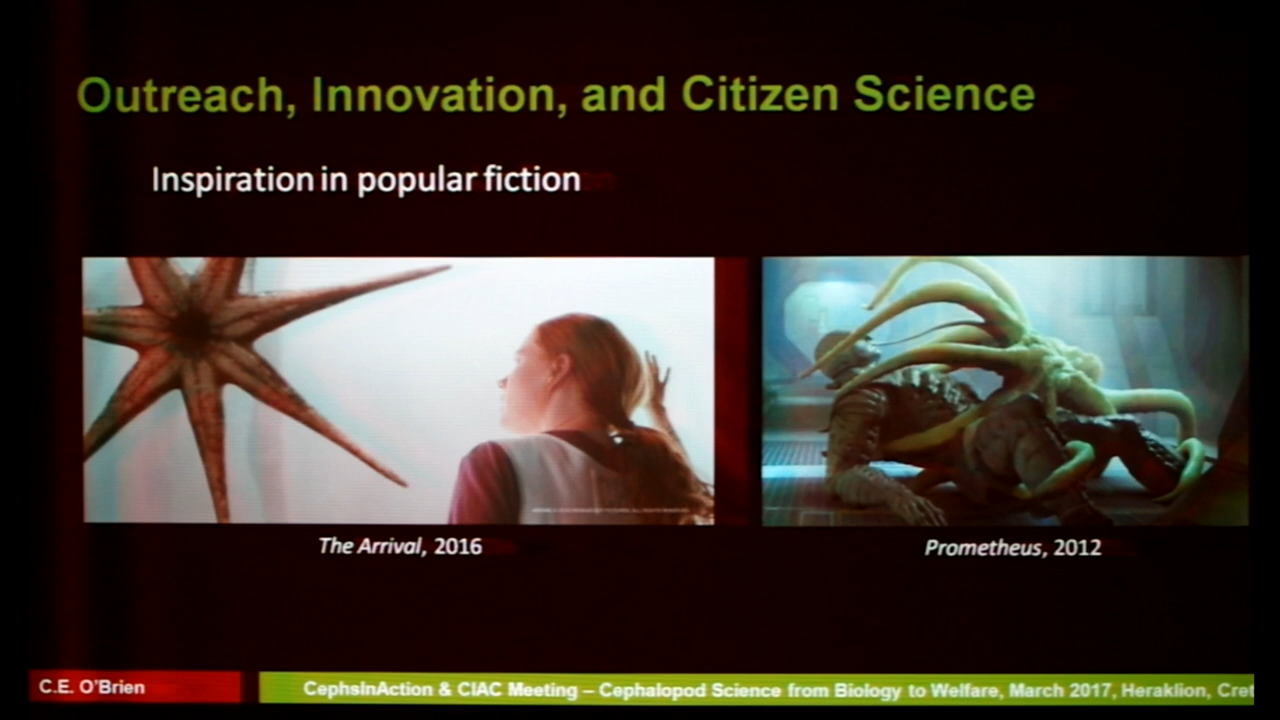 Outreach, Innovation, and Citizen Science
Inspiration in popular fiction
The Arrival, 2016
Prometheus, 2012
C.E. O'Brien
CephsInAction & CIAC Meeting – Cephalopod Science from Biology to Welfare, March 2017, Heraklion,